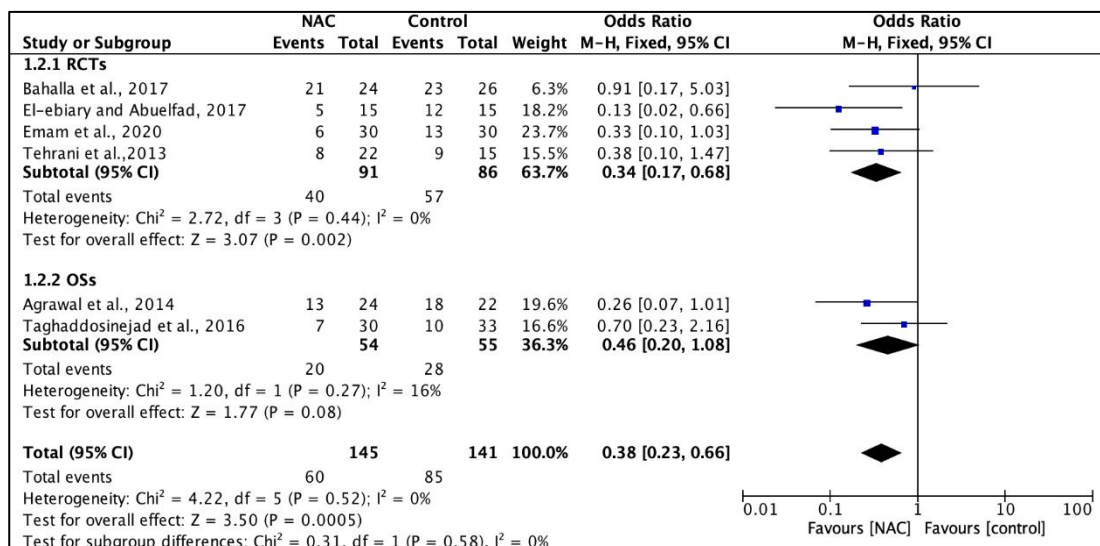 NAC Control Odds Ratio Odds Ratio
Study or Subgroup Events Total Events Total Weight M-H, Fixed, 95% CI M-H, Fixed, 95% CI
1.2.1 RCTs
Bahalla et al., 2017 21 24 23 26 6.3% 0.91 [0.17, 5.03]
El-ebiary and Abuelfad, 2017 5 15 12 15 18.2% 0.13 [0.02, 0.66]
Emam et al., 2020 6 30 13 30 23.7% 0.33 [0.10, 1.03]
Tehrani et al.,2013 8 22 9 15 15.5% 0.38 [0.10, 1.47]
Subtotal (95% CI) 91 86 63.7% 0.34 [0.17, 0.68]
Total events 40 57
Heterogeneity: Chi² = 2.72, df = 3 (P = 0.44); I² = 0%
Test for overall effect: Z = 3.07 (P = 0.002)
1.2.2 OSs
Agrawal et al., 2014 13 24 18 22 19.6% 0.26 [0.07, 1.01]
Taghaddosinejad et al., 2016 7 30 10 33 16.6% 0.70 [0.23, 2.16]
Subtotal (95% CI) 54 55 36.3% 0.46 [0.20, 1.08]
Total events 20 28
Heterogeneity: Chi² = 1.20, df = 1 (P = 0.27); I² = 16%
Test for overall effect: Z = 1.77 (P = 0.08)
Total (95% CI) 145 141 100.0% 0.38 [0.23, 0.66]
Total events 60 85
Heterogeneity: Chi² = 4.22, df = 5 (P = 0.52); I² = 0%
Test for overall effect: Z = 3.50 (P = 0.0005)
Test for subgroup differences: Chi² = 0.31, df = 1 (P = 0.58), I² = 0%
0.01 0.1 1 10 100
Favours [NAC] Favours [control]